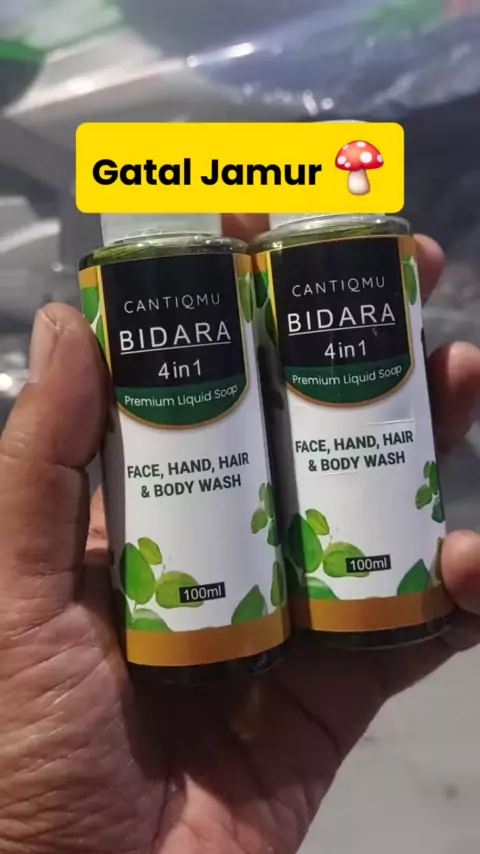 Gatal Jamur 🍄
CANTIQMU
BIDARA
4in1
Premium Liquid Soap
FACE, HAND, HAIR
& BODY WASH
100ml
CANTIQMU
BIDARA
4in1
Premium Liquid Soap
FACE, HAND, HAIR
& BODY WASH
100ml